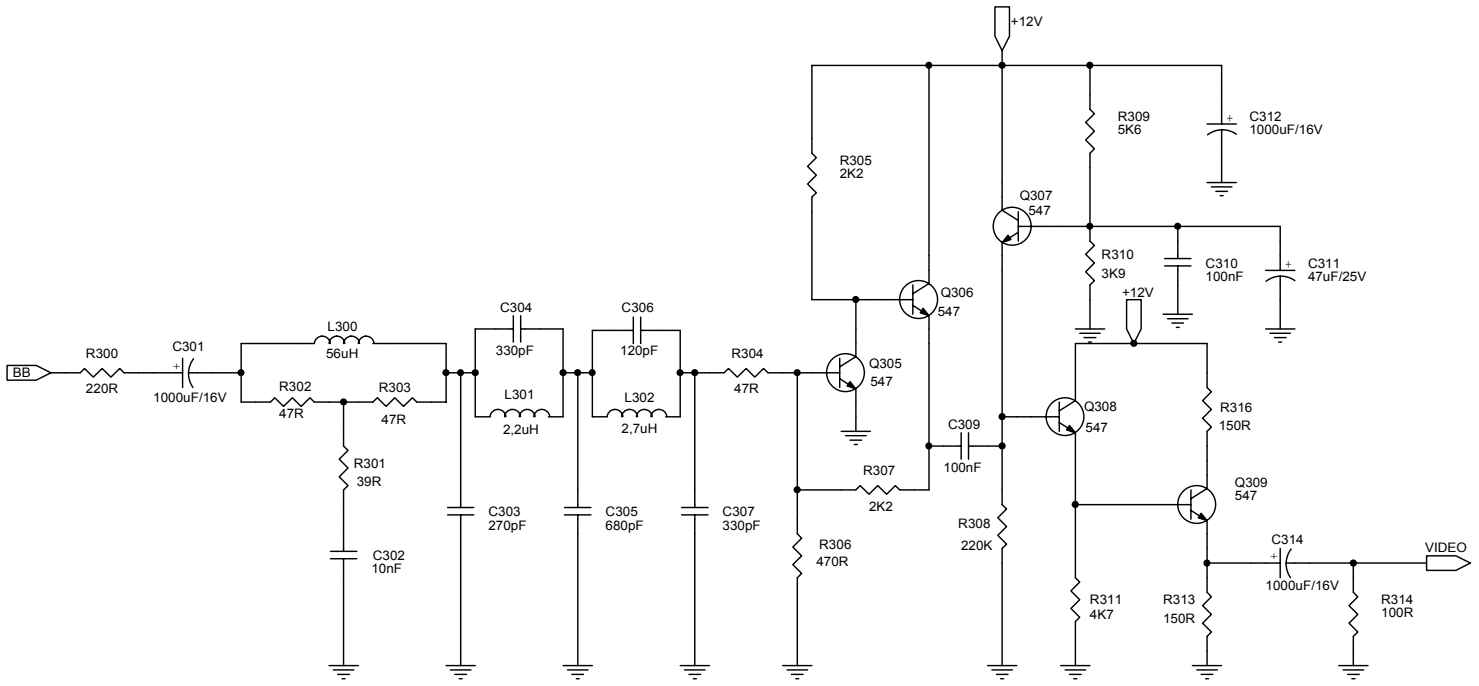 +12V
R309
5K6
C312
+
1000uF/16V
R305
2K2
Q307
547
R310
3K9
C310
100nF
+
C311
47uF/25V
Q306
547
+12V
C304
330pF
C306
120pF
L300
56uH
BB
R300
220R
C301
+
1000uF/16V
R302
47R
R303
47R
L301
2,2uH
L302
2,7uH
R304
47R
Q305
547
Q308
547
R316
150R
C309
100nF
R301
39R
R307
2K2
Q309
547
C303
270pF
C305
680pF
C307
330pF
R308
220K
R306
470R
C302
10nF
C314
+
1000uF/16V
VIDEO
R311
4K7
R313
150R
R314
100R